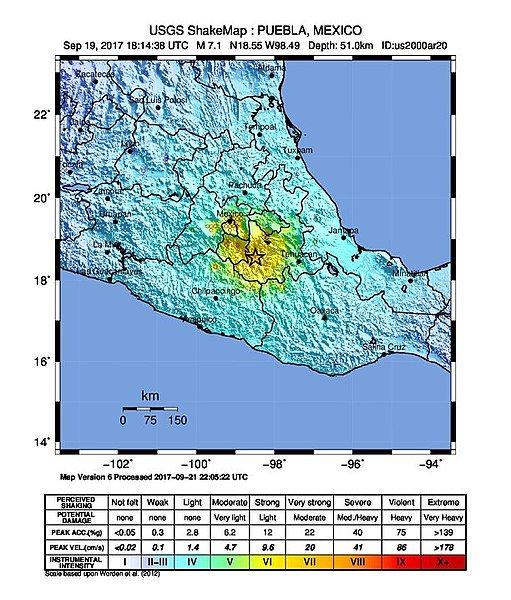 USGS ShakeMap : PUEBLA, MEXICO
Sep 19, 2017 18:14:38 UTC M 7.1 N18.55 W98.49 Depth: 51.0km ID:us2000ar20
Aldama
Zacatecas
22°
San Luis Potosi
Tempoal
Tuxpam
20°
Pachuca
Uruapan
Mexico
Jamapa
La M
Tehuacan
Minatitlan
18°
Chilpancingo
Oaxaca
Acapulco
Salina Cruz
16°
km
0 75 150
14°
−102° −100° −98° −96° −94°
Map Version 6 Processed 2017−09−21 22:05:22 UTC
PERCEIVED SHAKING Not felt Weak Light Moderate Strong Very strong Severe Violent Extreme
POTENTIAL DAMAGE none none none Very light Light Moderate Mod./Heavy Heavy Very Heavy
PEAK ACC.(%g) <0.05 0.3 2.8 6.2 12 22 40 75 >139
PEAK VEL.(cm/s) <0.02 0.1 1.4 4.7 9.6 20 41 86 >178
INSTRUMENTAL INTENSITY I II−III IV V VI VII VIII IX X+
Scale based upon Worden et al. (2012)